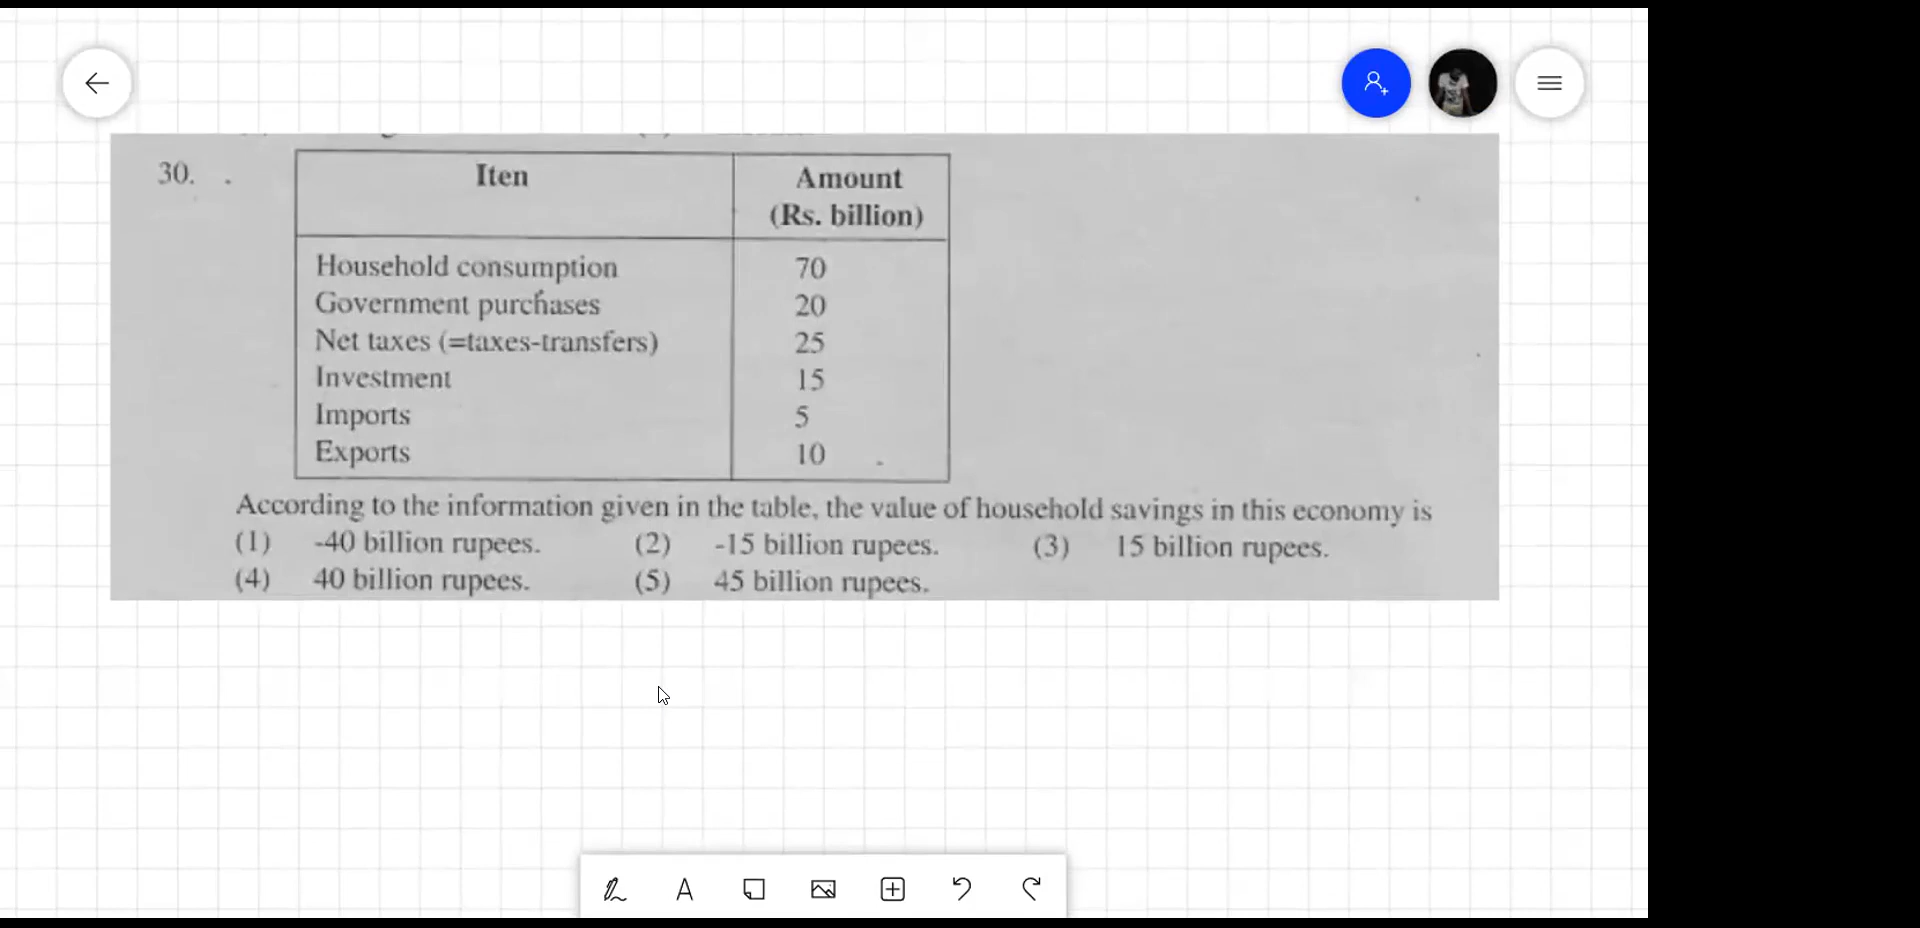 30.
Iten Amount
(Rs. billion)
Household consumption 70
Government purchases 20
Net taxes (=taxes-transfers) 25
Investment 15
Imports 5
Exports 10
According to the information given in the table, the value of household savings in this economy is
(1) -40 billion rupees. (2) -15 billion rupees. (3) 15 billion rupees.
(4) 40 billion rupees. (5) 45 billion rupees.
A